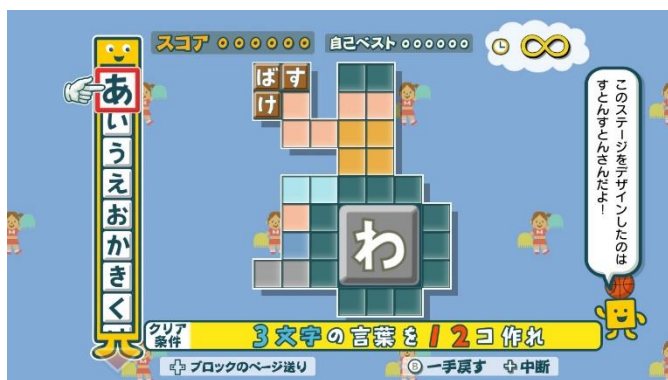 スコア 000000
自己ベスト 000000
∞
あ
い
う
え
お
か
き
く
ばす
け
わ
このステージをデザインしたのは
すとんすとんさんだよ！
クリア
条件
3文字の言葉を12コ作れ
ブロックのページ送り
Ⓑ一手戻す
中断